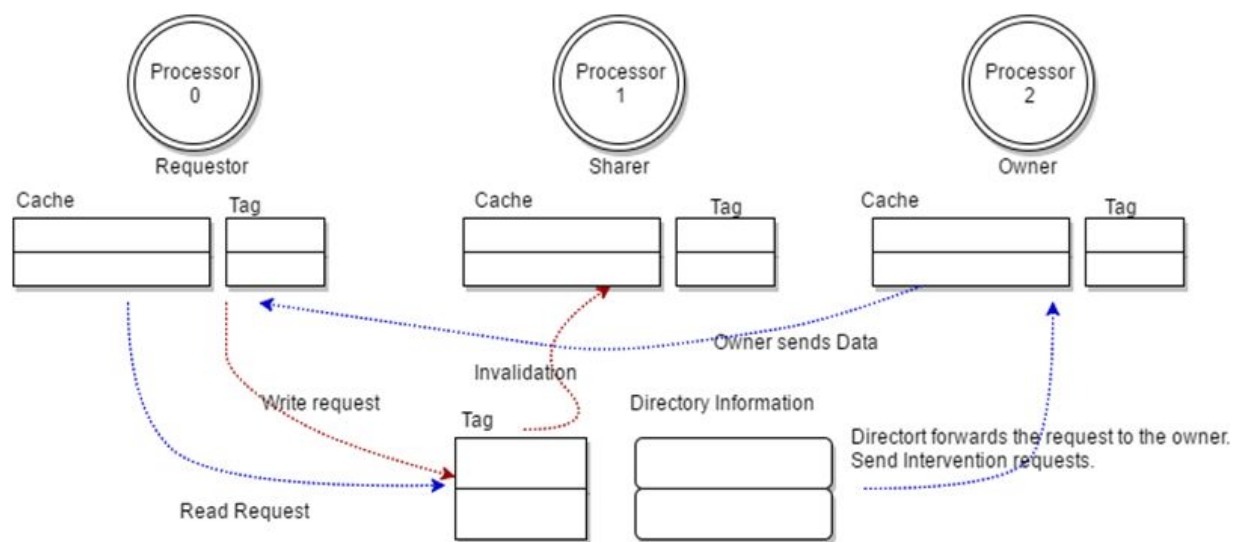 Processor
0
Processor
1
Processor
2
Requestor
Sharer
Owner
Cache
Tag
Cache
Tag
Cache
Tag
Owner sends Data
Invalidation
Write request
Directory Information
Tag
Directort forwards the request to the owner.
Send Intervention requests.
Read Request